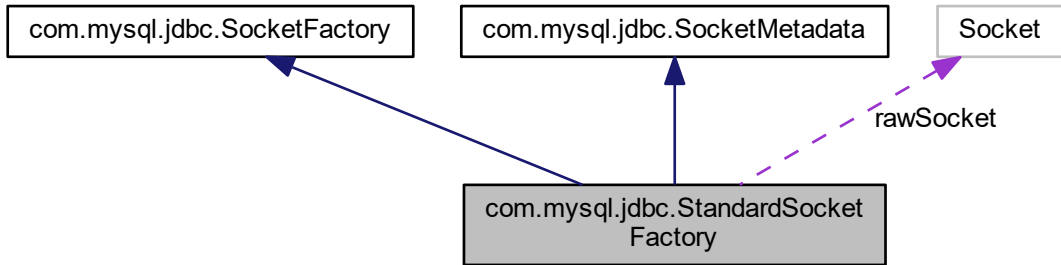 com.mysql.jdbc.SocketFactory
com.mysql.jdbc.SocketMetadata
Socket
rawSocket
com.mysql.jdbc.StandardSocket
Factory